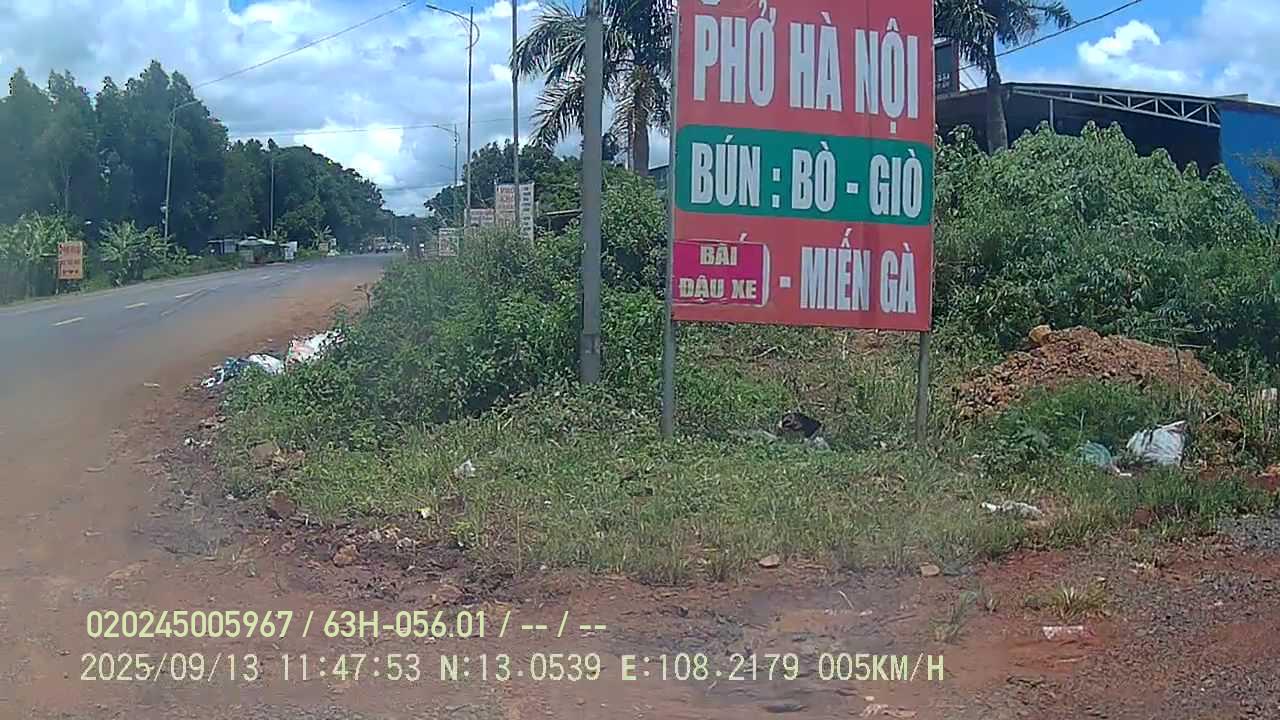 PHỞ HÀ NỘI
BÚN : BÒ - GIÒ
BÃI
ĐẬU XE
- MIẾN GÀ
020245005967 / 63H-056.01 / -- / --
2025/09/13 11:47:53 N:13.0539 E:108.2179 005KM/H